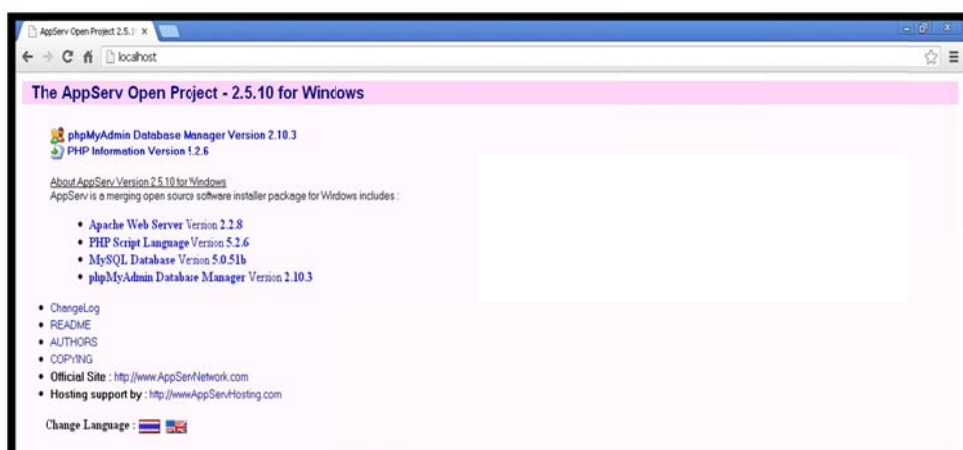 AppServ Open Project 2.5.1
localhost
The AppServ Open Project - 2.5.10 for Windows
phpMyAdmin Database Manager Version 2.10.3
PHP Information Version 5.2.6
About AppServ Version 2.5.10 for Windows
AppServ is a merging open source software installer package for Windows includes :
• Apache Web Server Version 2.2.8
• PHP Script Language Version 5.2.6
• MySQL Database Version 5.0.51b
• phpMyAdmin Database Manager Version 2.10.3
• ChangeLog
• README
• AUTHORS
• COPYING
• Official Site : http://www.AppServNetwork.com
• Hosting support by : http://www.AppServHosting.com
Change Language :